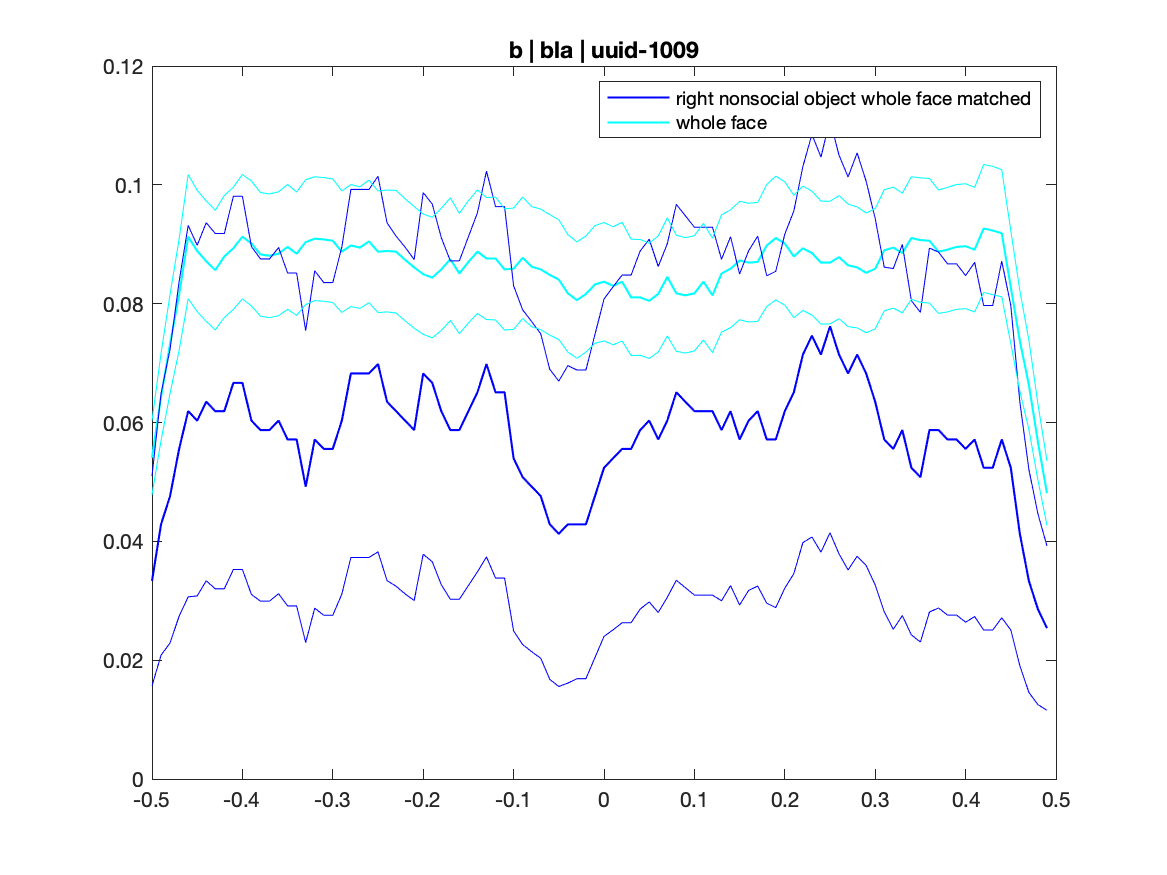 b | bla | uuid-1009
right nonsocial object whole face matched
whole face
0.12
0.1
0.08
0.06
0.04
0.02
0
-0.5 -0.4 -0.3 -0.2 -0.1 0 0.1 0.2 0.3 0.4 0.5